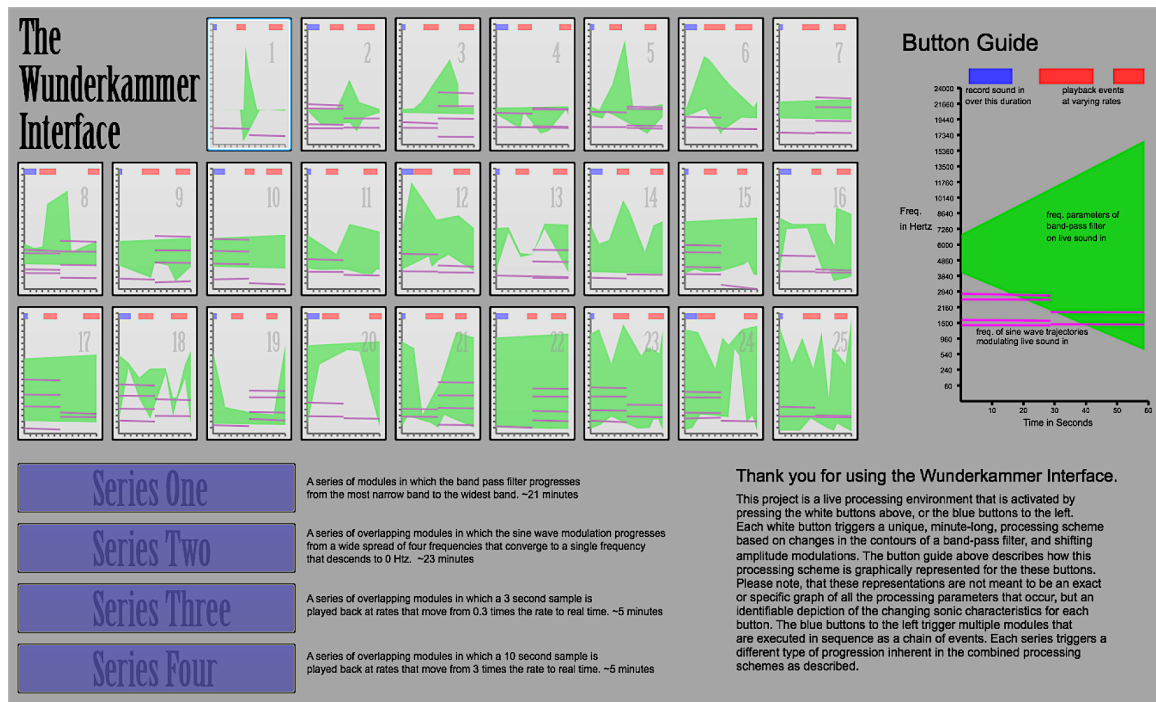 The
Wunderkammer
Interface
1
2
3
4
5
6
7
8
9
10
11
12
13
14
15
16
17
18
19
20
21
22
23
24
25
Button Guide
record sound in
over this duration
playback events
at varying rates
24000
21660
19440
17340
15360
13500
11760
10140
8640
7260
6000
4860
3840
2940
2160
1500
960
540
240
60
Freq.
in Hertz
freq. parameters of
band-pass filter
on live sound in
freq. of sine wave trajectories
modulating live sound in
10 20 30 40 50 60
Time in Seconds
Series One
A series of modules in which the band pass filter progresses
from the most narrow band to the widest band. ~21 minutes
Series Two
A series of overlapping modules in which the sine wave modulation progresses
from a wide spread of four frequencies that converge to a single frequency
that descends to 0 Htz. ~23 minutes
Series Three
A series of overlapping modules in which a 3 second sample is
played back at rates that move from 0.3 times the rate to real time. ~5 minutes
Series Four
A series of overlapping modules in which a 10 second sample is
played back at rates that move from 3 times the rate to real time. ~5 minutes
Thank you for using the Wunderkammer Interface.
This project is a live processing environment that is activated by
pressing the white buttons above, or the blue buttons to the left.
Each white button triggers a unique, minute-long, processing scheme
based on changes in the contours of a band-pass filter, and shifting
amplitude modulations. The button guide above describes how this
processing scheme is graphically represented for the these buttons.
Please note, that these representations are not meant to be an exact
or specific graph of all the processing parameters that occur, but an
identifiable depiction of the changing sonic characteristics for each
button. The blue buttons to the left trigger multiple modules that
are executed in sequence as a chain of events. Each series triggers a
different type of progression inherent in the combined processing
schemes as described.